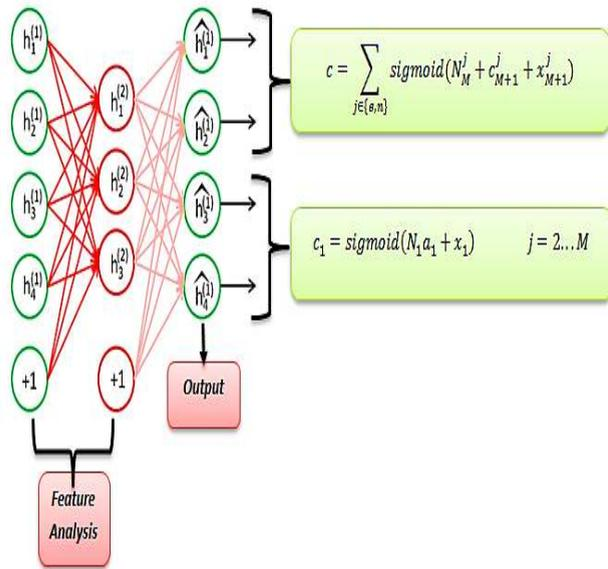 h₁⁽¹⁾
h₂⁽¹⁾
h₃⁽¹⁾
h₄⁽¹⁾
+1
h₁⁽²⁾
h₂⁽²⁾
h₃⁽²⁾
+1
ĥ₁⁽¹⁾
ĥ₂⁽¹⁾
ĥ₃⁽¹⁾
ĥ₄⁽¹⁾
c = ∑_{j∈{s,n}} sigmoid(N_M^j + c_{M+1}^j + x_{M+1}^j)
c₁ = sigmoid(N₁a₁ + x₁) j = 2...M
Output
Feature
Analysis